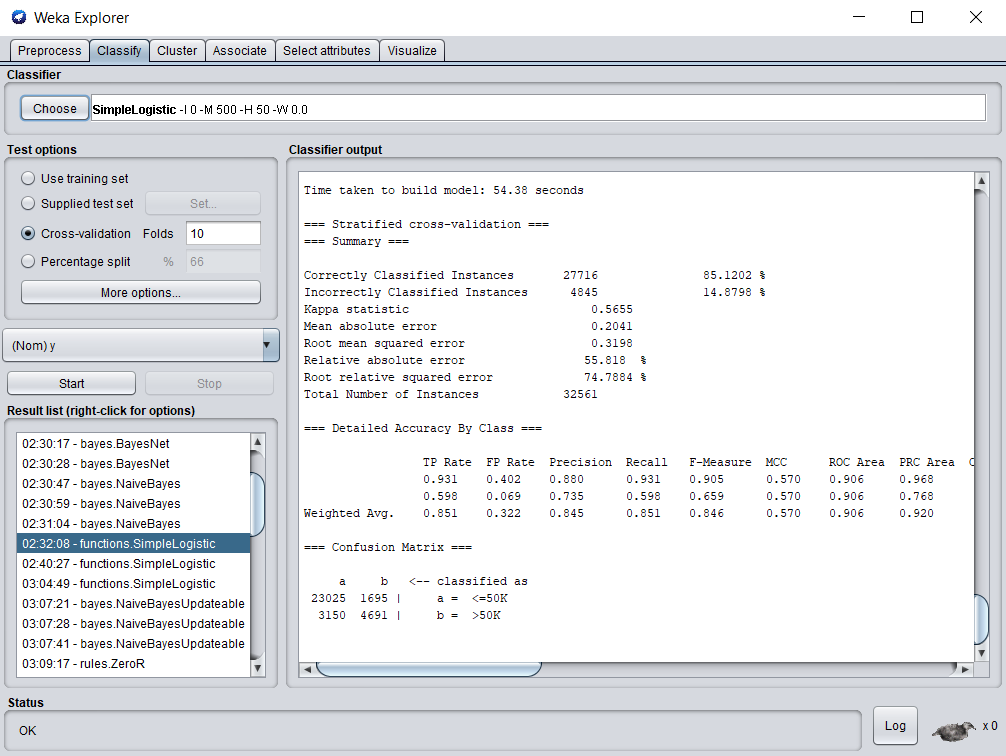 Weka Explorer
Preprocess Classify Cluster Associate Select attributes Visualize
Classifier
Choose SimpleLogistic -I 0 -M 500 -H 50 -W 0.0
Test options
Use training set
Supplied test set Set...
Cross-validation Folds 10
Percentage split % 66
More options...
(Nom) y
Start Stop
Result list (right-click for options)
02:30:17 - bayes.BayesNet
02:30:28 - bayes.BayesNet
02:30:47 - bayes.NaiveBayes
02:30:59 - bayes.NaiveBayes
02:31:04 - bayes.NaiveBayes
02:32:08 - functions.SimpleLogistic
02:40:27 - functions.SimpleLogistic
03:04:49 - functions.SimpleLogistic
03:07:21 - bayes.NaiveBayesUpdateable
03:07:28 - bayes.NaiveBayesUpdateable
03:07:41 - bayes.NaiveBayesUpdateable
03:09:17 - rules.ZeroR
Classifier output
Time taken to build model: 54.38 seconds
=== Stratified cross-validation ===
=== Summary ===
Correctly Classified Instances 27716 85.1202 %
Incorrectly Classified Instances 4845 14.8798 %
Kappa statistic 0.5655
Mean absolute error 0.2041
Root mean squared error 0.3198
Relative absolute error 55.818 %
Root relative squared error 74.7884 %
Total Number of Instances 32561
=== Detailed Accuracy By Class ===
TP Rate FP Rate Precision Recall F-Measure MCC ROC Area PRC Area C
0.931 0.402 0.880 0.931 0.905 0.570 0.906 0.968
0.598 0.069 0.735 0.598 0.659 0.570 0.906 0.768
Weighted Avg. 0.851 0.322 0.845 0.851 0.846 0.570 0.906 0.920
=== Confusion Matrix ===
a b <-- classified as
23025 1695 | a = <=50K
3150 4691 | b = >50K
Status
OK
Log x 0